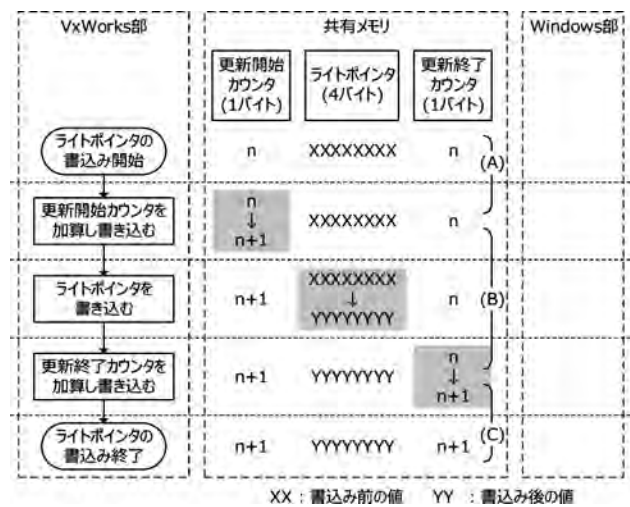 VxWorks部
共有メモリ
Windows部
更新開始
カウンタ
(1バイト)
ライトポインタ
(4バイト)
更新終了
カウンタ
(1バイト)
ライトポインタの
書込み開始
n
XXXXXXXX
n
(A)
更新開始カウンタを
加算し書き込む
n
↓
n+1
XXXXXXXX
n
ライトポインタを
書き込む
n+1
XXXXXXXX
↓
YYYYYYYY
n
(B)
更新終了カウンタを
加算し書き込む
n+1
YYYYYYYY
n
↓
n+1
ライトポインタの
書込み終了
n+1
YYYYYYYY
n+1
(C)
XX：書込み前の値 YY：書込み後の値